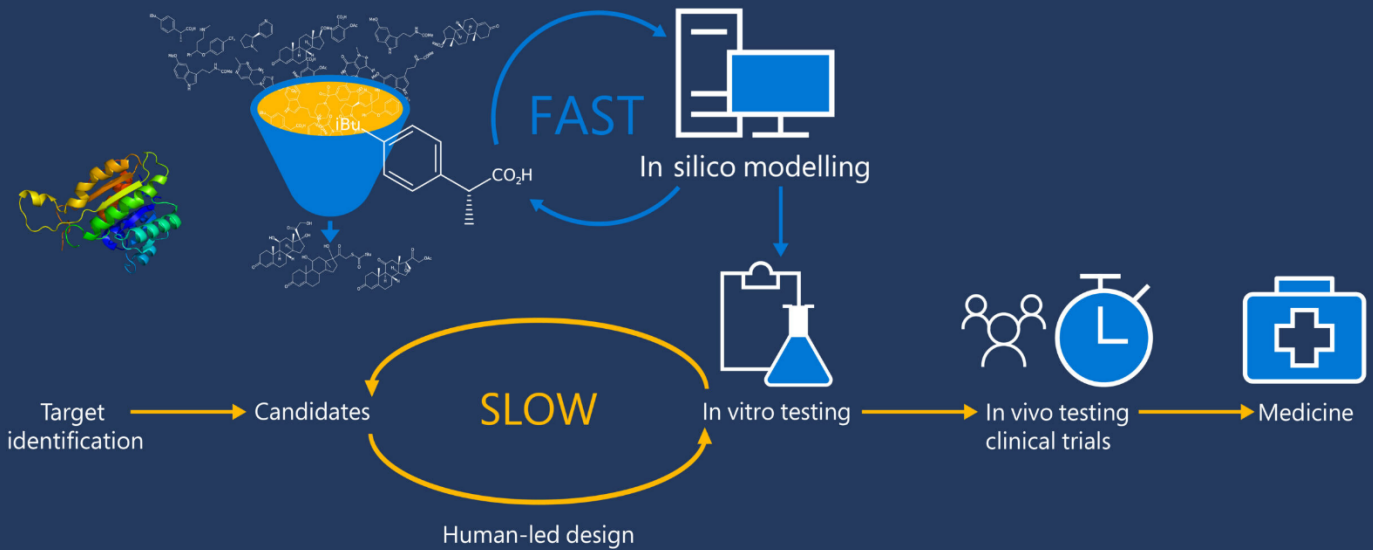 FAST
iBu
CO₂H
In silico modelling
SLOW
Target
identification
Candidates
In vitro testing
In vivo testing
clinical trials
Medicine
Human-led design